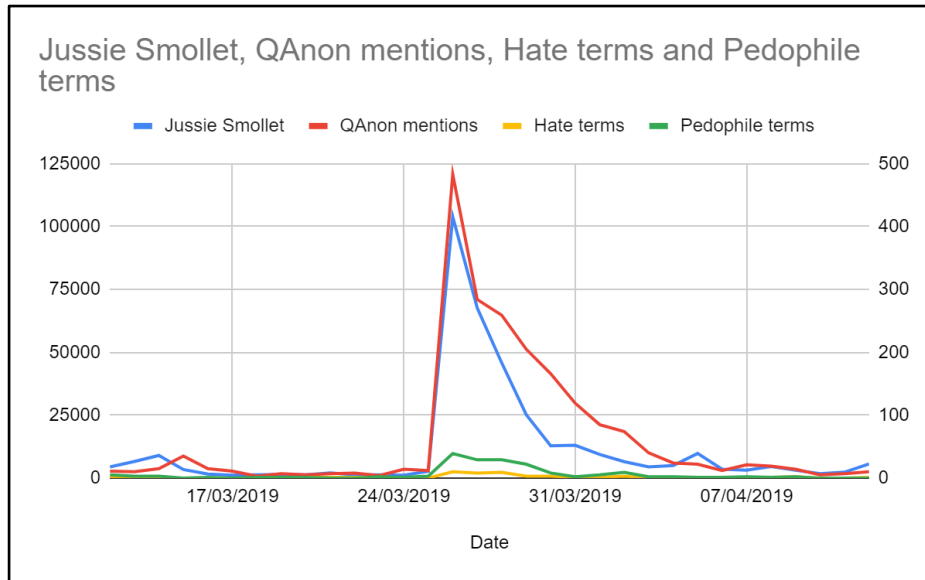 Jussie Smollet, QAnon mentions, Hate terms and Pedophile
terms
Jussie Smollet QAnon mentions Hate terms Pedophile terms
125000 500
100000 400
75000 300
50000 200
25000 100
0 0
17/03/2019 24/03/2019 31/03/2019 07/04/2019
Date